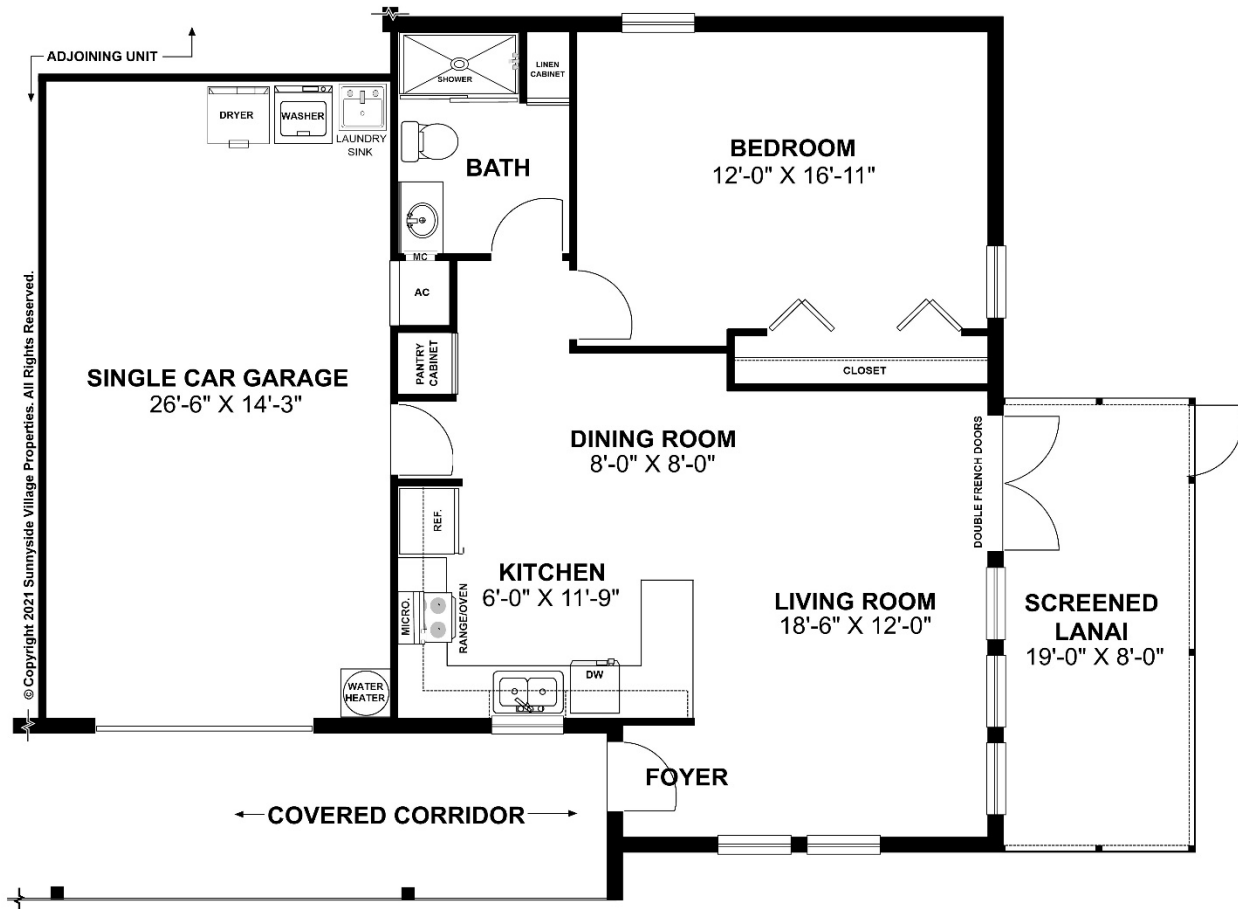 ADJOINING UNIT
DRYER
WASHER
LAUNDRY
SINK
SHOWER
LINEN
CABINET
BATH
BEDROOM
12'-0" X 16'-11"
MC
AC
PANTRY
CABINET
CLOSET
© Copyright 2021 Sunnyside Village Properties. All Rights Reserved.
SINGLE CAR GARAGE
26'-6" X 14'-3"
DINING ROOM
8'-0" X 8'-0"
DOUBLE FRENCH DOORS
REF.
KITCHEN
6'-0" X 11'-9"
MICRO.
RANGE/OVEN
LIVING ROOM
18'-6" X 12'-0"
SCREENED
LANAI
19'-0" X 8'-0"
WATER
HEATER
DW
FOYER
COVERED CORRIDOR